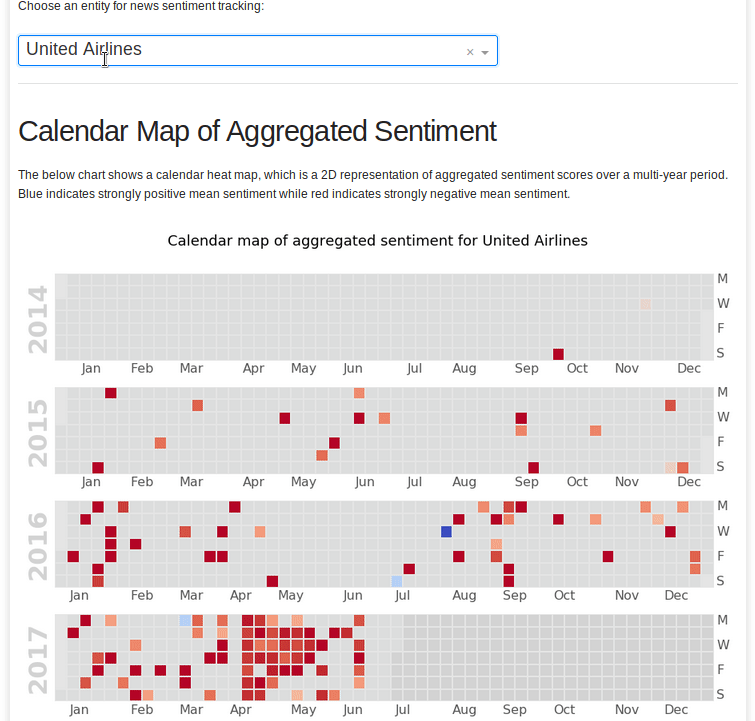 Choose an entity for news sentiment tracking:
United Airlines × 
Calendar Map of Aggregated Sentiment
The below chart shows a calendar heat map, which is a 2D representation of aggregated sentiment scores over a multi-year period.
Blue indicates strongly positive mean sentiment while red indicates strongly negative mean sentiment.
Calendar map of aggregated sentiment for United Airlines
2014
M
W
F
S
Jan Feb Mar Apr May Jun Jul Aug Sep Oct Nov Dec
2015
M
W
F
S
Jan Feb Mar Apr May Jun Jul Aug Sep Oct Nov Dec
2016
M
W
F
S
Jan Feb Mar Apr May Jun Jul Aug Sep Oct Nov Dec
2017
M
W
F
S
Jan Feb Mar Apr May Jun Jul Aug Sep Oct Nov Dec